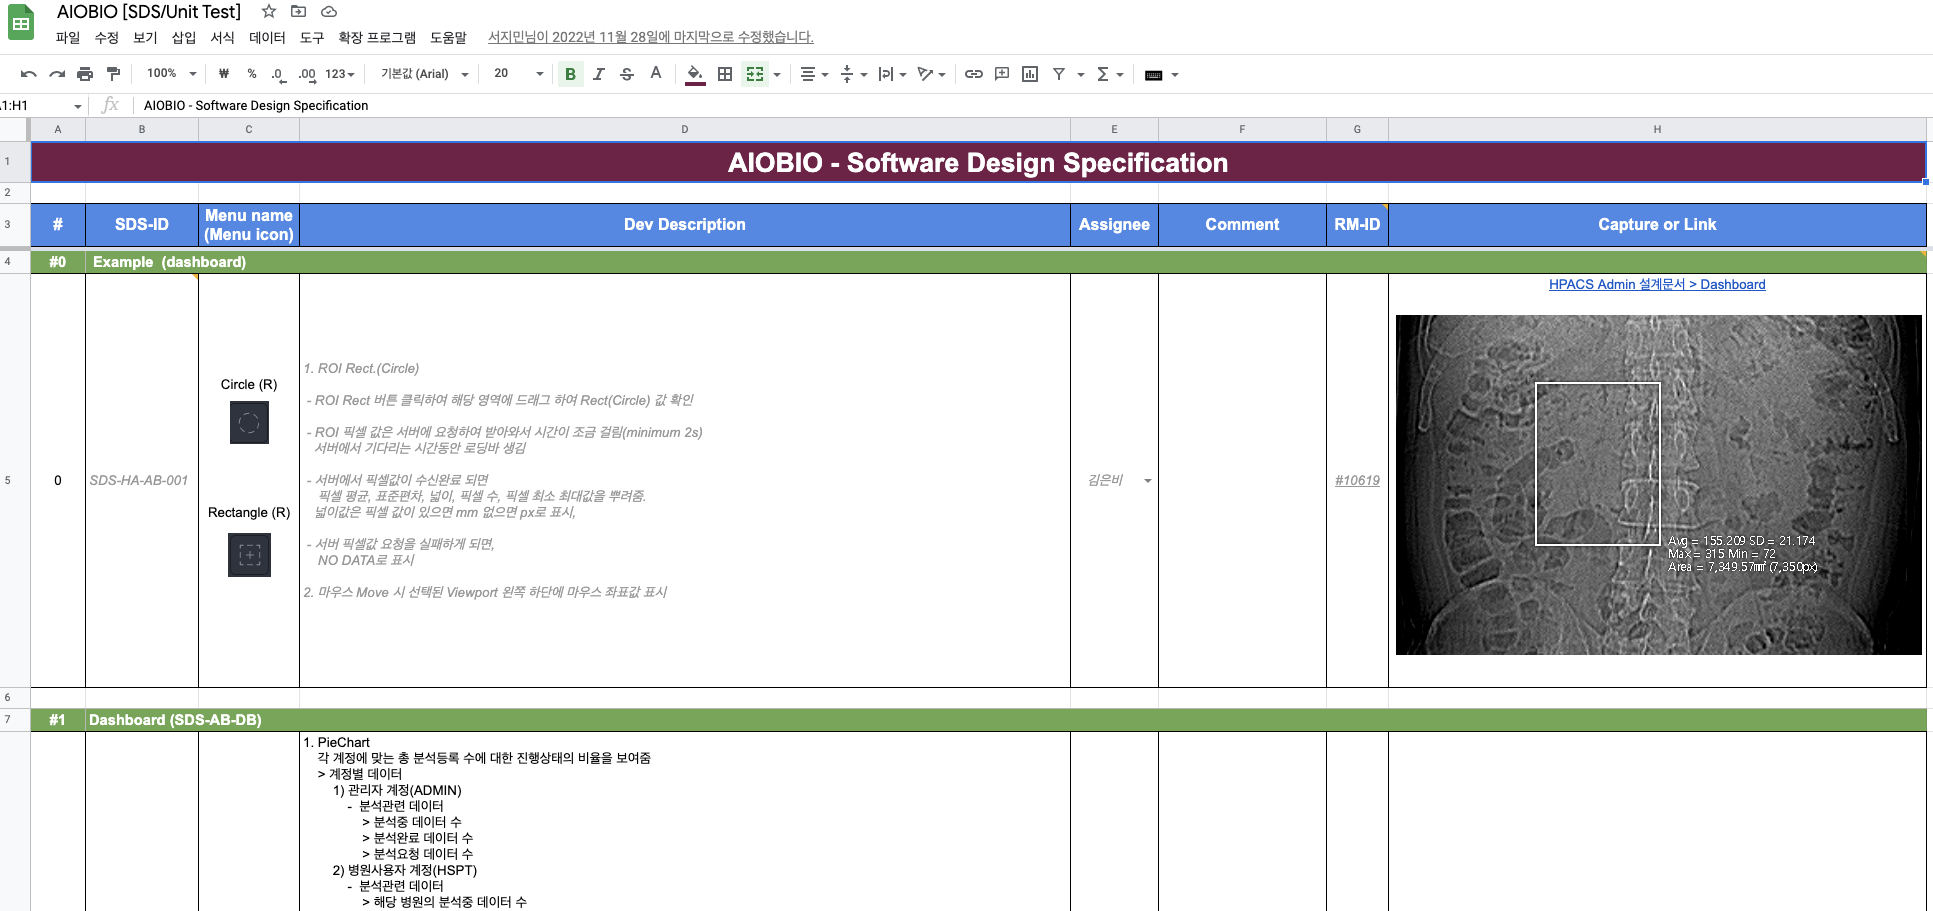 AIOBIO [SDS/Unit Test]
파일 수정 보기 삽입 서식 데이터 도구 확장 프로그램 도움말 서지민님이 2022년 11월 28일에 마지막으로 수정했습니다.
100% ₩ % .0 .00 123 기본값 (Arial) 20 B I S A
1:H1 fx AIOBIO - Software Design Specification
A B C D E F G H
1 AIOBIO - Software Design Specification
2
3 # SDS-ID Menu name (Menu icon) Dev Description Assignee Comment RM-ID Capture or Link
4 #0 Example (dashboard)
HPACS Admin 설계문서 > Dashboard
1. ROI Rect.(Circle)
Circle (R)
- ROI Rect 버튼 클릭하여 해당 영역에 드래그 하여 Rect(Circle) 값 확인
- ROI 픽셀 값은 서버에 요청하여 받아와서 시간이 조금 걸림(minimum 2s)
서버에서 기다리는 시간동안 로딩바 생김
5 0 SDS-HA-AB-001 - 서버에서 픽셀값이 수신완료 되면 김은비 #10619
픽셀 평균, 표준편차, 넓이, 픽셀 수, 픽셀 최소 최대값을 뿌려줌.
Rectangle (R) 넓이값은 픽셀 값이 있으면 mm 없으면 px로 표시,
- 서버 픽셀값 요청을 실패하게 되면,
NO DATA로 표시
2. 마우스 Move 시 선택된 Viewport 왼쪽 하단에 마우스 좌표값 표시
Avg = 155.209 SD = 21.174
Max = 315 Min = 72
Area = 7,349.57㎟ (7,350px)
6
7 #1 Dashboard (SDS-AB-DB)
1. PieChart
각 계정에 맞는 총 분석등록 수에 대한 진행상태의 비율을 보여줌
> 계정별 데이터
1) 관리자 계정(ADMIN)
- 분석관련 데이터
> 분석중 데이터 수
> 분석완료 데이터 수
> 분석요청 데이터 수
2) 병원사용자 계정(HSPT)
- 분석관련 데이터
> 해당 병원의 분석중 데이터 수